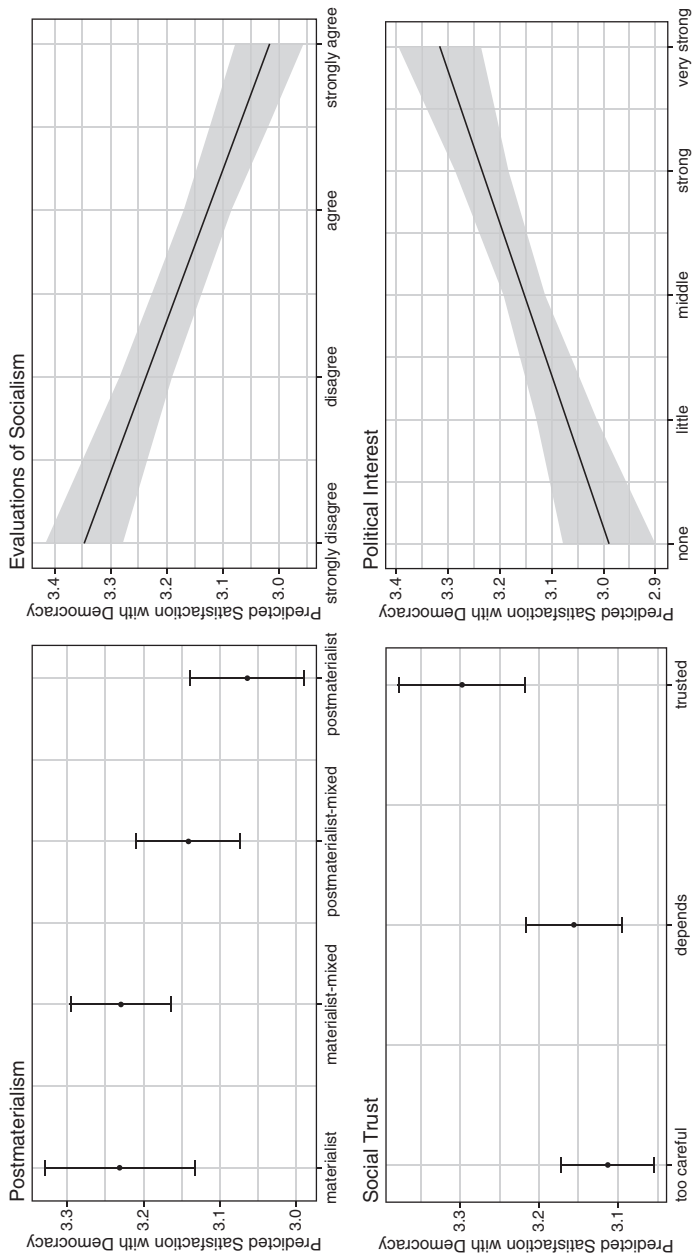 Postmaterialism
Predicted Satisfaction with Democracy
3.3
3.2
3.1
3.0
materialist
materialist-mixed
postmaterialist-mixed
postmaterialist
Evaluations of Socialism
Predicted Satisfaction with Democracy
3.4
3.3
3.2
3.1
3.0
strongly disagree
disagree
agree
strongly agree
Social Trust
Predicted Satisfaction with Democracy
3.3
3.2
3.1
too careful
depends
trusted
Political Interest
Predicted Satisfaction with Democracy
3.4
3.3
3.2
3.1
3.0
2.9
none
little
middle
strong
very strong